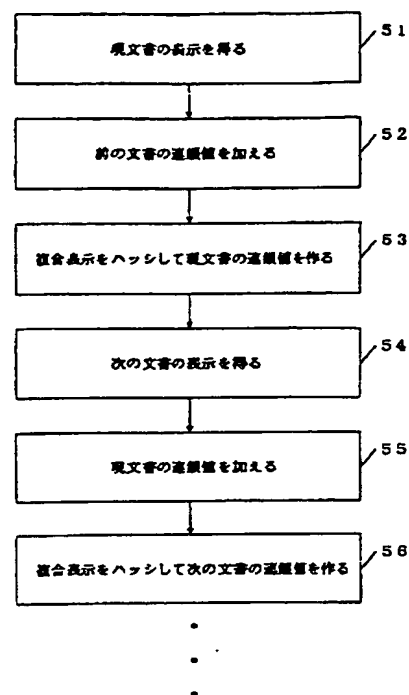 現文書の表示を得る
51
前の文書の連鎖値を加える
52
複合表示をハッシして現文書の連鎖値を作る
53
次の文書の表示を得る
54
現文書の連鎖値を加える
55
複合表示をハッシして次の文書の連鎖値を作る
56